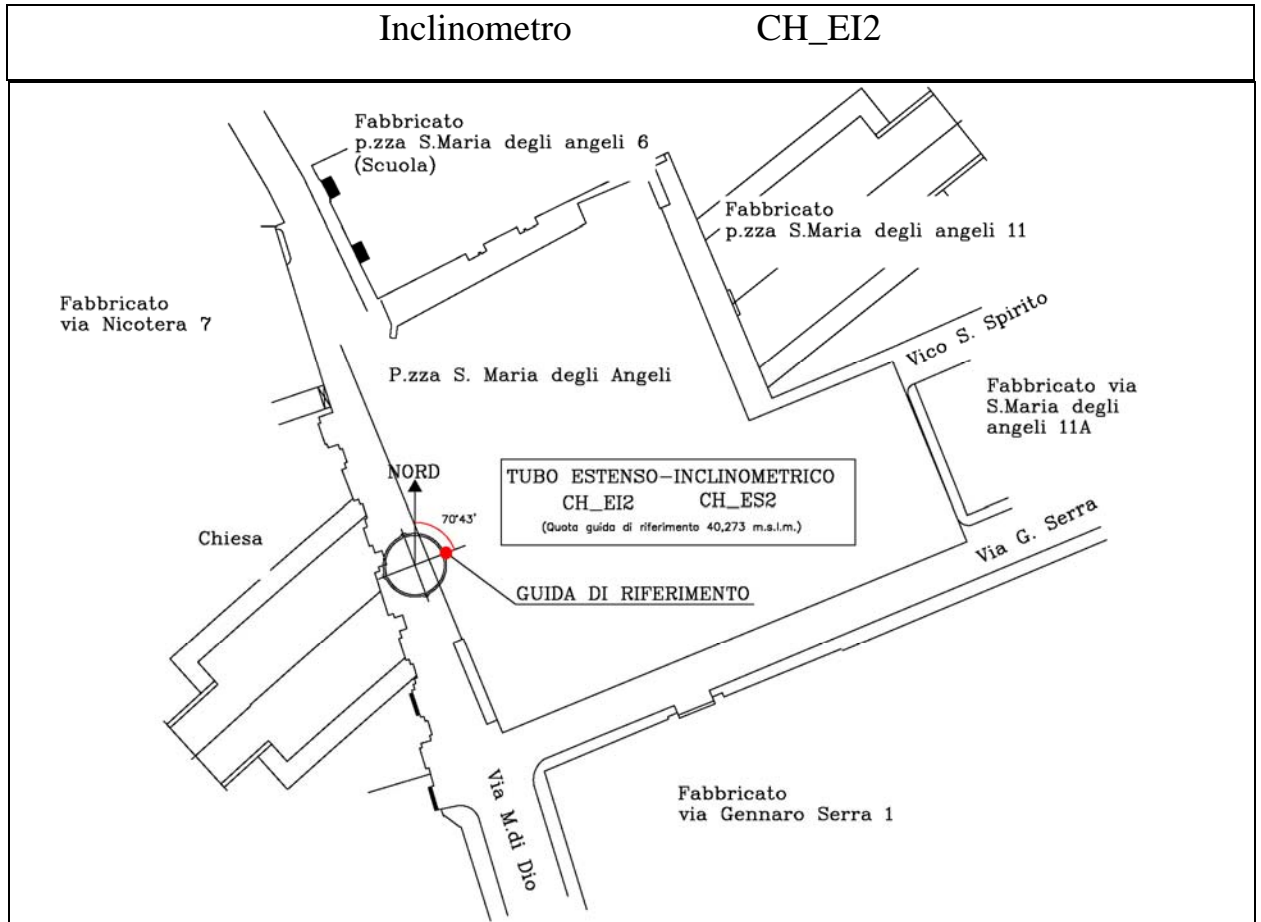 Inclinometro CH_EI2
Fabbricato
p.zza S.Maria degli angeli 6
(Scuola)
Fabbricato
p.zza S.Maria degli angeli 11
Fabbricato
via Nicotera 7
Vico S. Spirito
P.zza S. Maria degli Angeli
Fabbricato via
S.Maria degli
angeli 11A
NORD
70°43'
TUBO ESTENSO-INCLINOMETRICO
CH_EI2 CH_ES2
(Quota guida di riferimento 40,273 m.s.l.m.)
Chiesa
Via G. Serra
GUIDA DI RIFERIMENTO
Via M.di Dio
Fabbricato
via Gennaro Serra 1